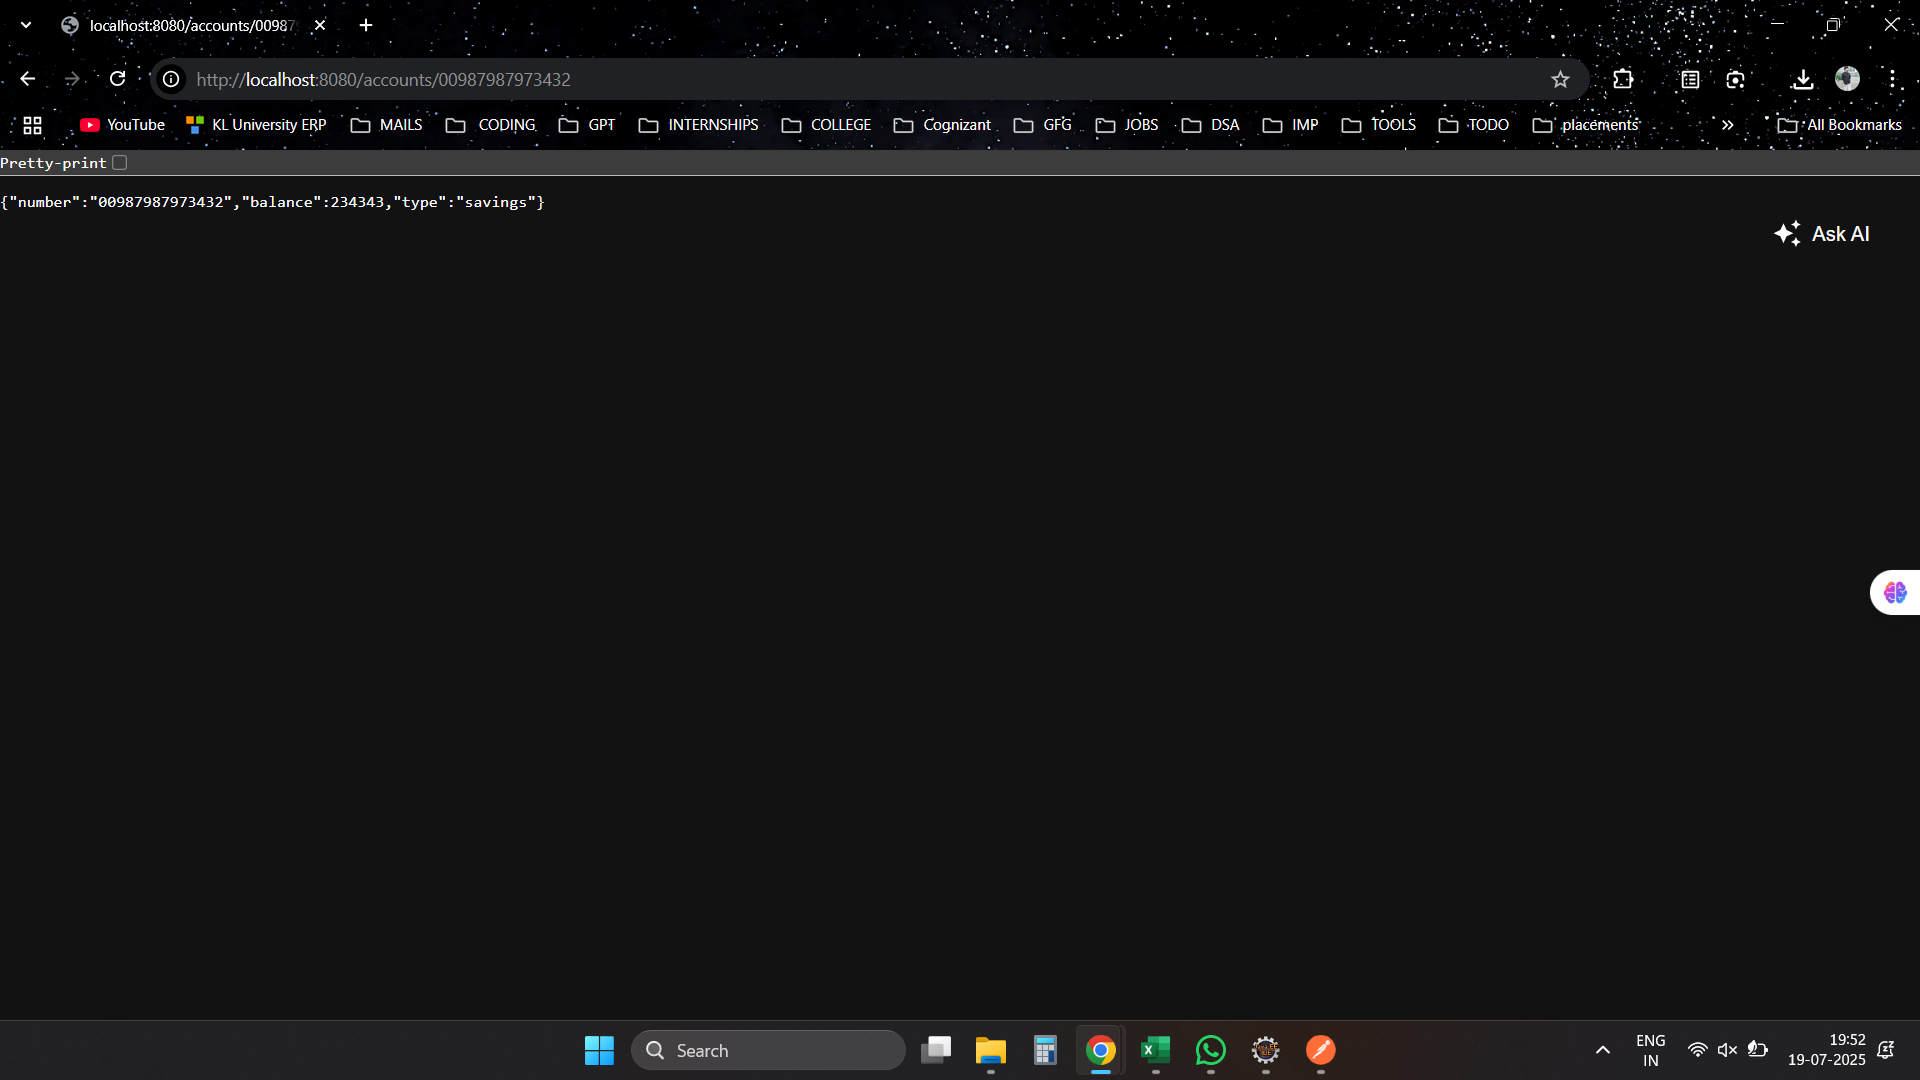 localhost:8080/accounts/00987
http://localhost:8080/accounts/00987987973432
YouTube KL University ERP MAILS CODING GPT INTERNSHIPS COLLEGE Cognizant GFG JOBS DSA IMP TOOLS TODO placements All Bookmarks
Pretty-print
{"number":"00987987973432","balance":234343,"type":"savings"}
Ask AI
Search
ENG
IN
19:52
19-07-2025